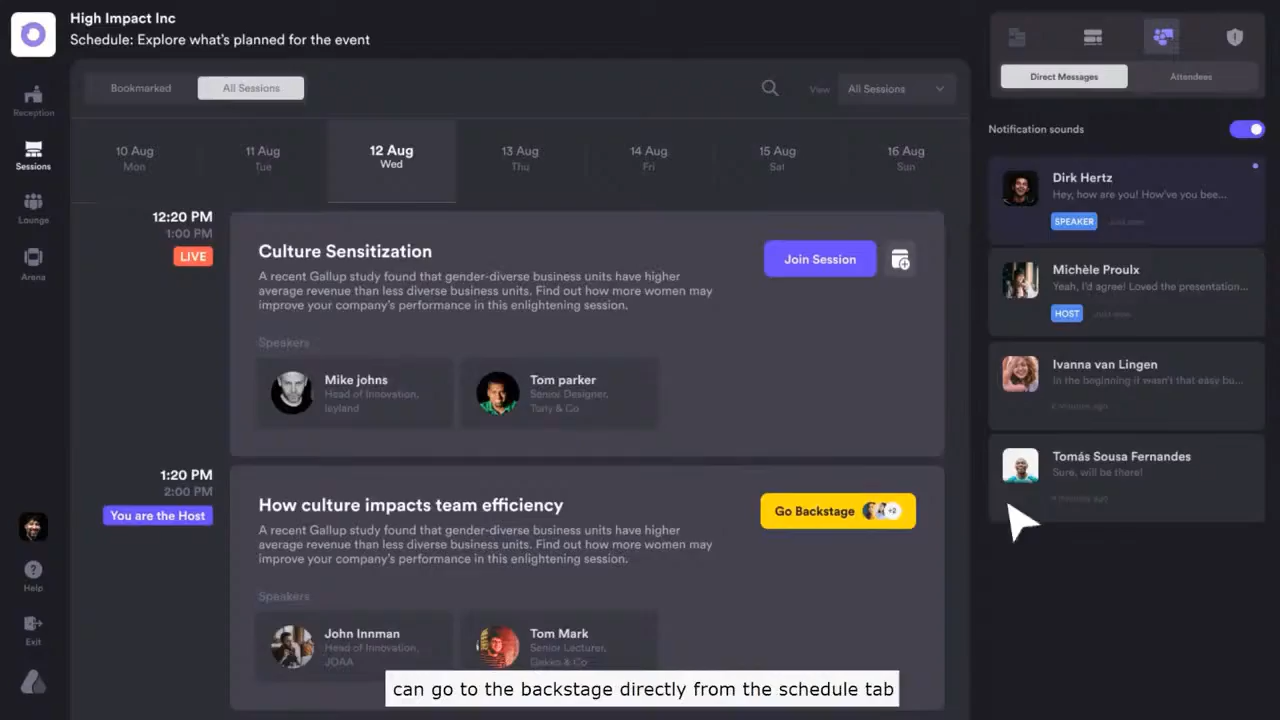 High Impact Inc
Schedule: Explore what's planned for the event
Reception
Sessions
Lounge
Arena
Help
Exit
Bookmarked
All Sessions
View
All Sessions
10 Aug
Mon
11 Aug
Tue
12 Aug
Wed
13 Aug
Thu
14 Aug
Fri
15 Aug
Sat
16 Aug
Sun
12:20 PM
1:00 PM
LIVE
Culture Sensitization
A recent Gallup study found that gender-diverse business units have higher
average revenue than less diverse business units. Find out how more women may
improve your company's performance in this enlightening session.
Join Session
Speakers
Mike johns
Head of Innovation,
leyland
Tom parker
Senior Designer,
Turly & Co
1:20 PM
2:00 PM
You are the Host
How culture impacts team efficiency
A recent Gallup study found that gender-diverse business units have higher
average revenue than less diverse business units. Find out how more women may
improve your company's performance in this enlightening session.
Go Backstage
+2
Speakers
John Innman
Head of Innovation,
JOAA
Tom Mark
Senior Lecturer,
& Co
can go to the backstage directly from the schedule tab
Direct Messages
Attendees
Notification sounds
Dirk Hertz
Hey, how are you! How've you bee...
SPEAKER
Just now
Michèle Proulx
Yeah, I'd agree! Loved the presentation...
HOST
Just now
Ivanna van Lingen
In the beginning it wasn't that easy bu...
minutes ago
Tomás Sousa Fernandes
Sure, will be there!
minutes ago